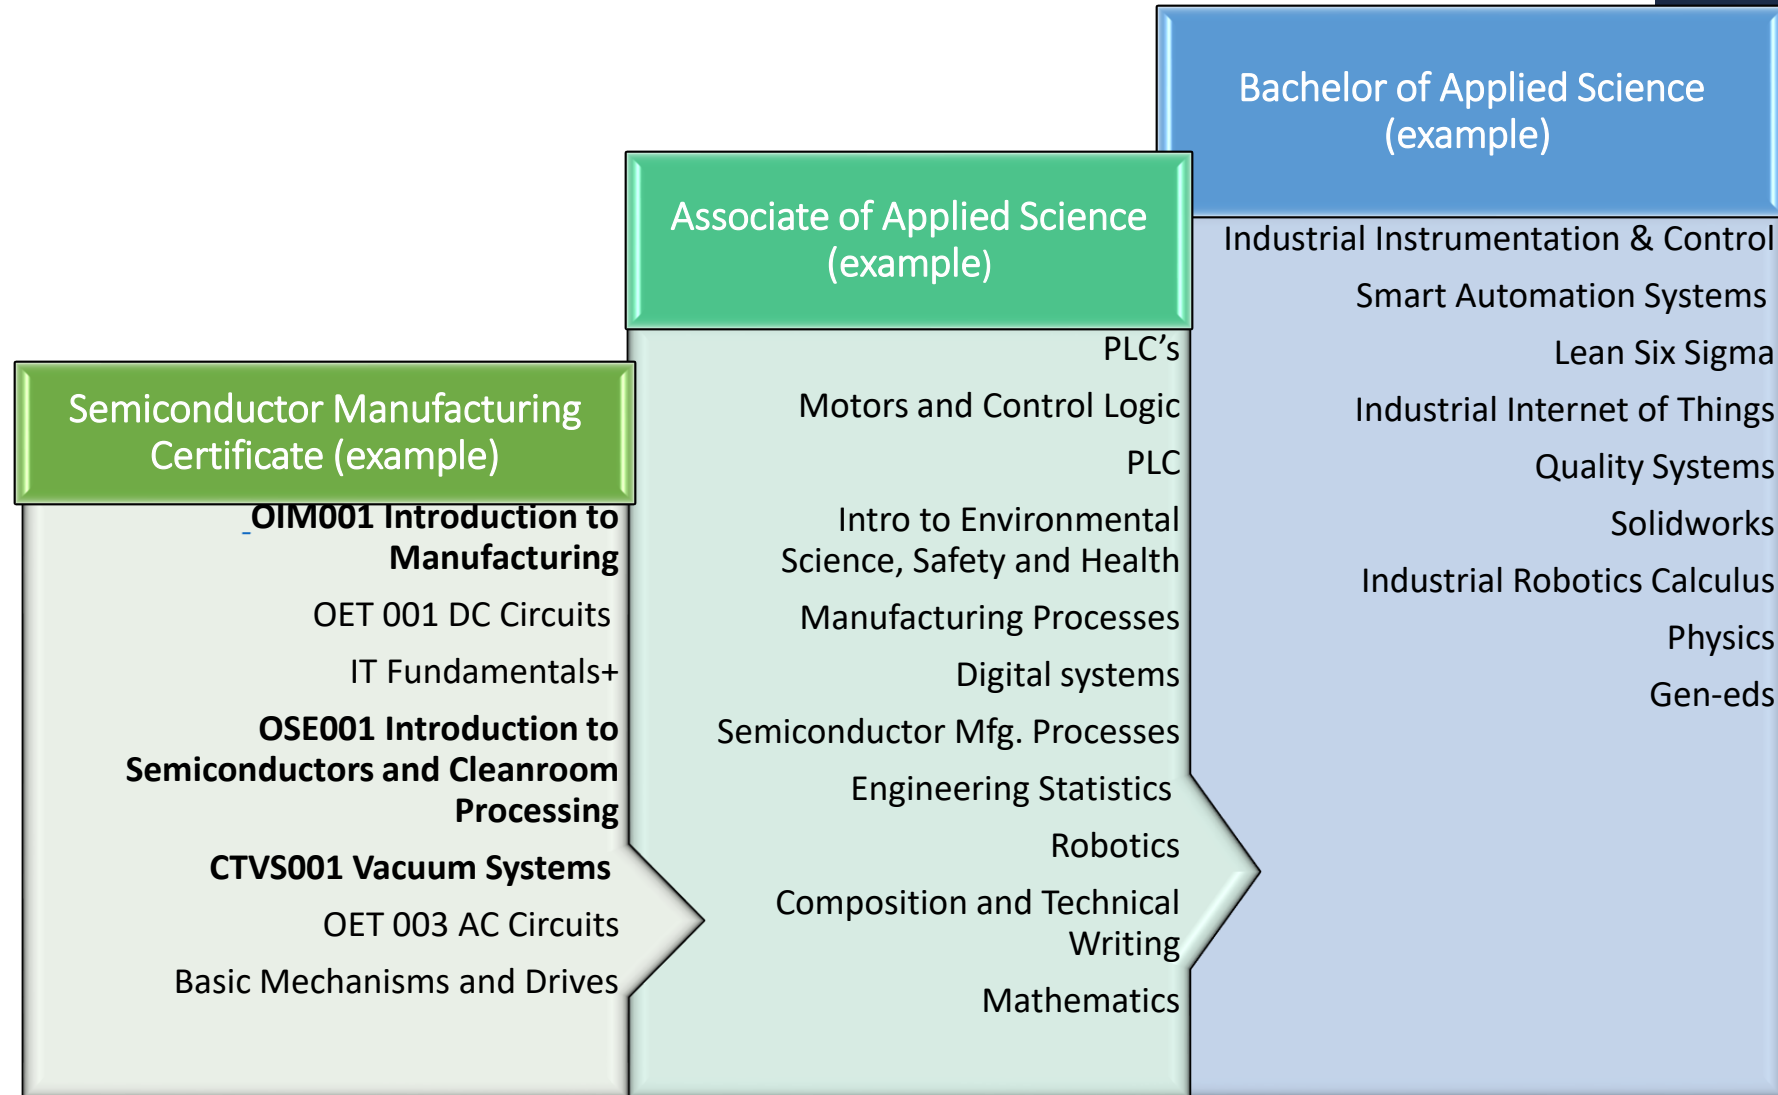 Semiconductor Manufacturing
Certificate (example)
OIM001 Introduction to
Manufacturing
OET 001 DC Circuits
IT Fundamentals+
OSE001 Introduction to
Semiconductors and Cleanroom
Processing
CTVS001 Vacuum Systems
OET 003 AC Circuits
Basic Mechanisms and Drives
Associate of Applied Science
(example)
PLC’s
Motors and Control Logic
PLC
Intro to Environmental
Science, Safety and Health
Manufacturing Processes
Digital systems
Semiconductor Mfg. Processes
Engineering Statistics
Robotics
Composition and Technical
Writing
Mathematics
Bachelor of Applied Science
(example)
Industrial Instrumentation & Control
Smart Automation Systems
Lean Six Sigma
Industrial Internet of Things
Quality Systems
Solidworks
Industrial Robotics Calculus
Physics
Gen-eds